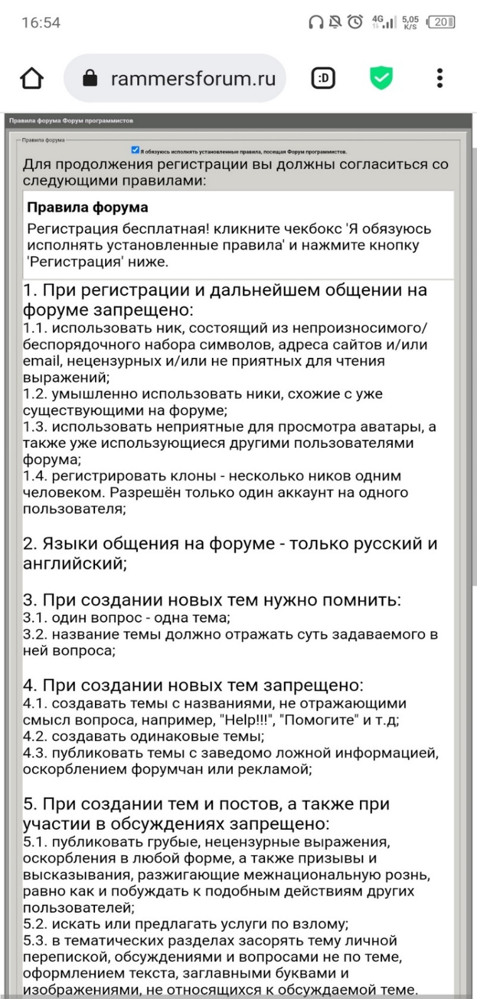 16:54
4G
5,05
K/S
20
rammersforum.ru
:D
Правила форума Форум программистов
Правила форума
Я обязуюсь исполнять установленные правила, посещая Форум программистов.
Для продолжения регистрации вы должны согласиться со
следующими правилами:
Правила форума
Регистрация бесплатная! кликните чекбокс 'Я обязуюсь
исполнять установленные правила' и нажмите кнопку
'Регистрация' ниже.
1. При регистрации и дальнейшем общении на
форуме запрещено:
1.1. использовать ник, состоящий из непроизносимого/
беспорядочного набора символов, адреса сайтов и/или
email, нецензурных и/или не приятных для чтения
выражений;
1.2. умышленно использовать ники, схожие с уже
существующими на форуме;
1.3. использовать неприятные для просмотра аватары, а
также уже использующиеся другими пользователями
форума;
1.4. регистрировать клоны - несколько ников одним
человеком. Разрешён только один аккаунт на одного
пользователя;
2. Языки общения на форуме - только русский и
английский;
3. При создании новых тем нужно помнить:
3.1. один вопрос - одна тема;
3.2. название темы должно отражать суть задаваемого в
ней вопроса;
4. При создании новых тем запрещено:
4.1. создавать темы с названиями, не отражающими
смысл вопроса, например, "Help!!!", "Помогите" и т.д;
4.2. создавать одинаковые темы;
4.3. публиковать темы с заведомо ложной информацией,
оскорблением форумчан или рекламой;
5. При создании тем и постов, а также при
участии в обсуждениях запрещено:
5.1. публиковать грубые, нецензурные выражения,
оскорбления в любой форме, а также призывы и
высказывания, разжигающие межнациональную рознь,
равно как и побуждать к подобным действиям других
пользователей;
5.2. искать или предлагать услуги по взлому;
5.3. в тематических разделах засорять тему личной
перепиской, обсуждениями и вопросами не по теме,
оформлением текста, заглавными буквами и
изображениями, не относящихся к обсуждаемой теме.